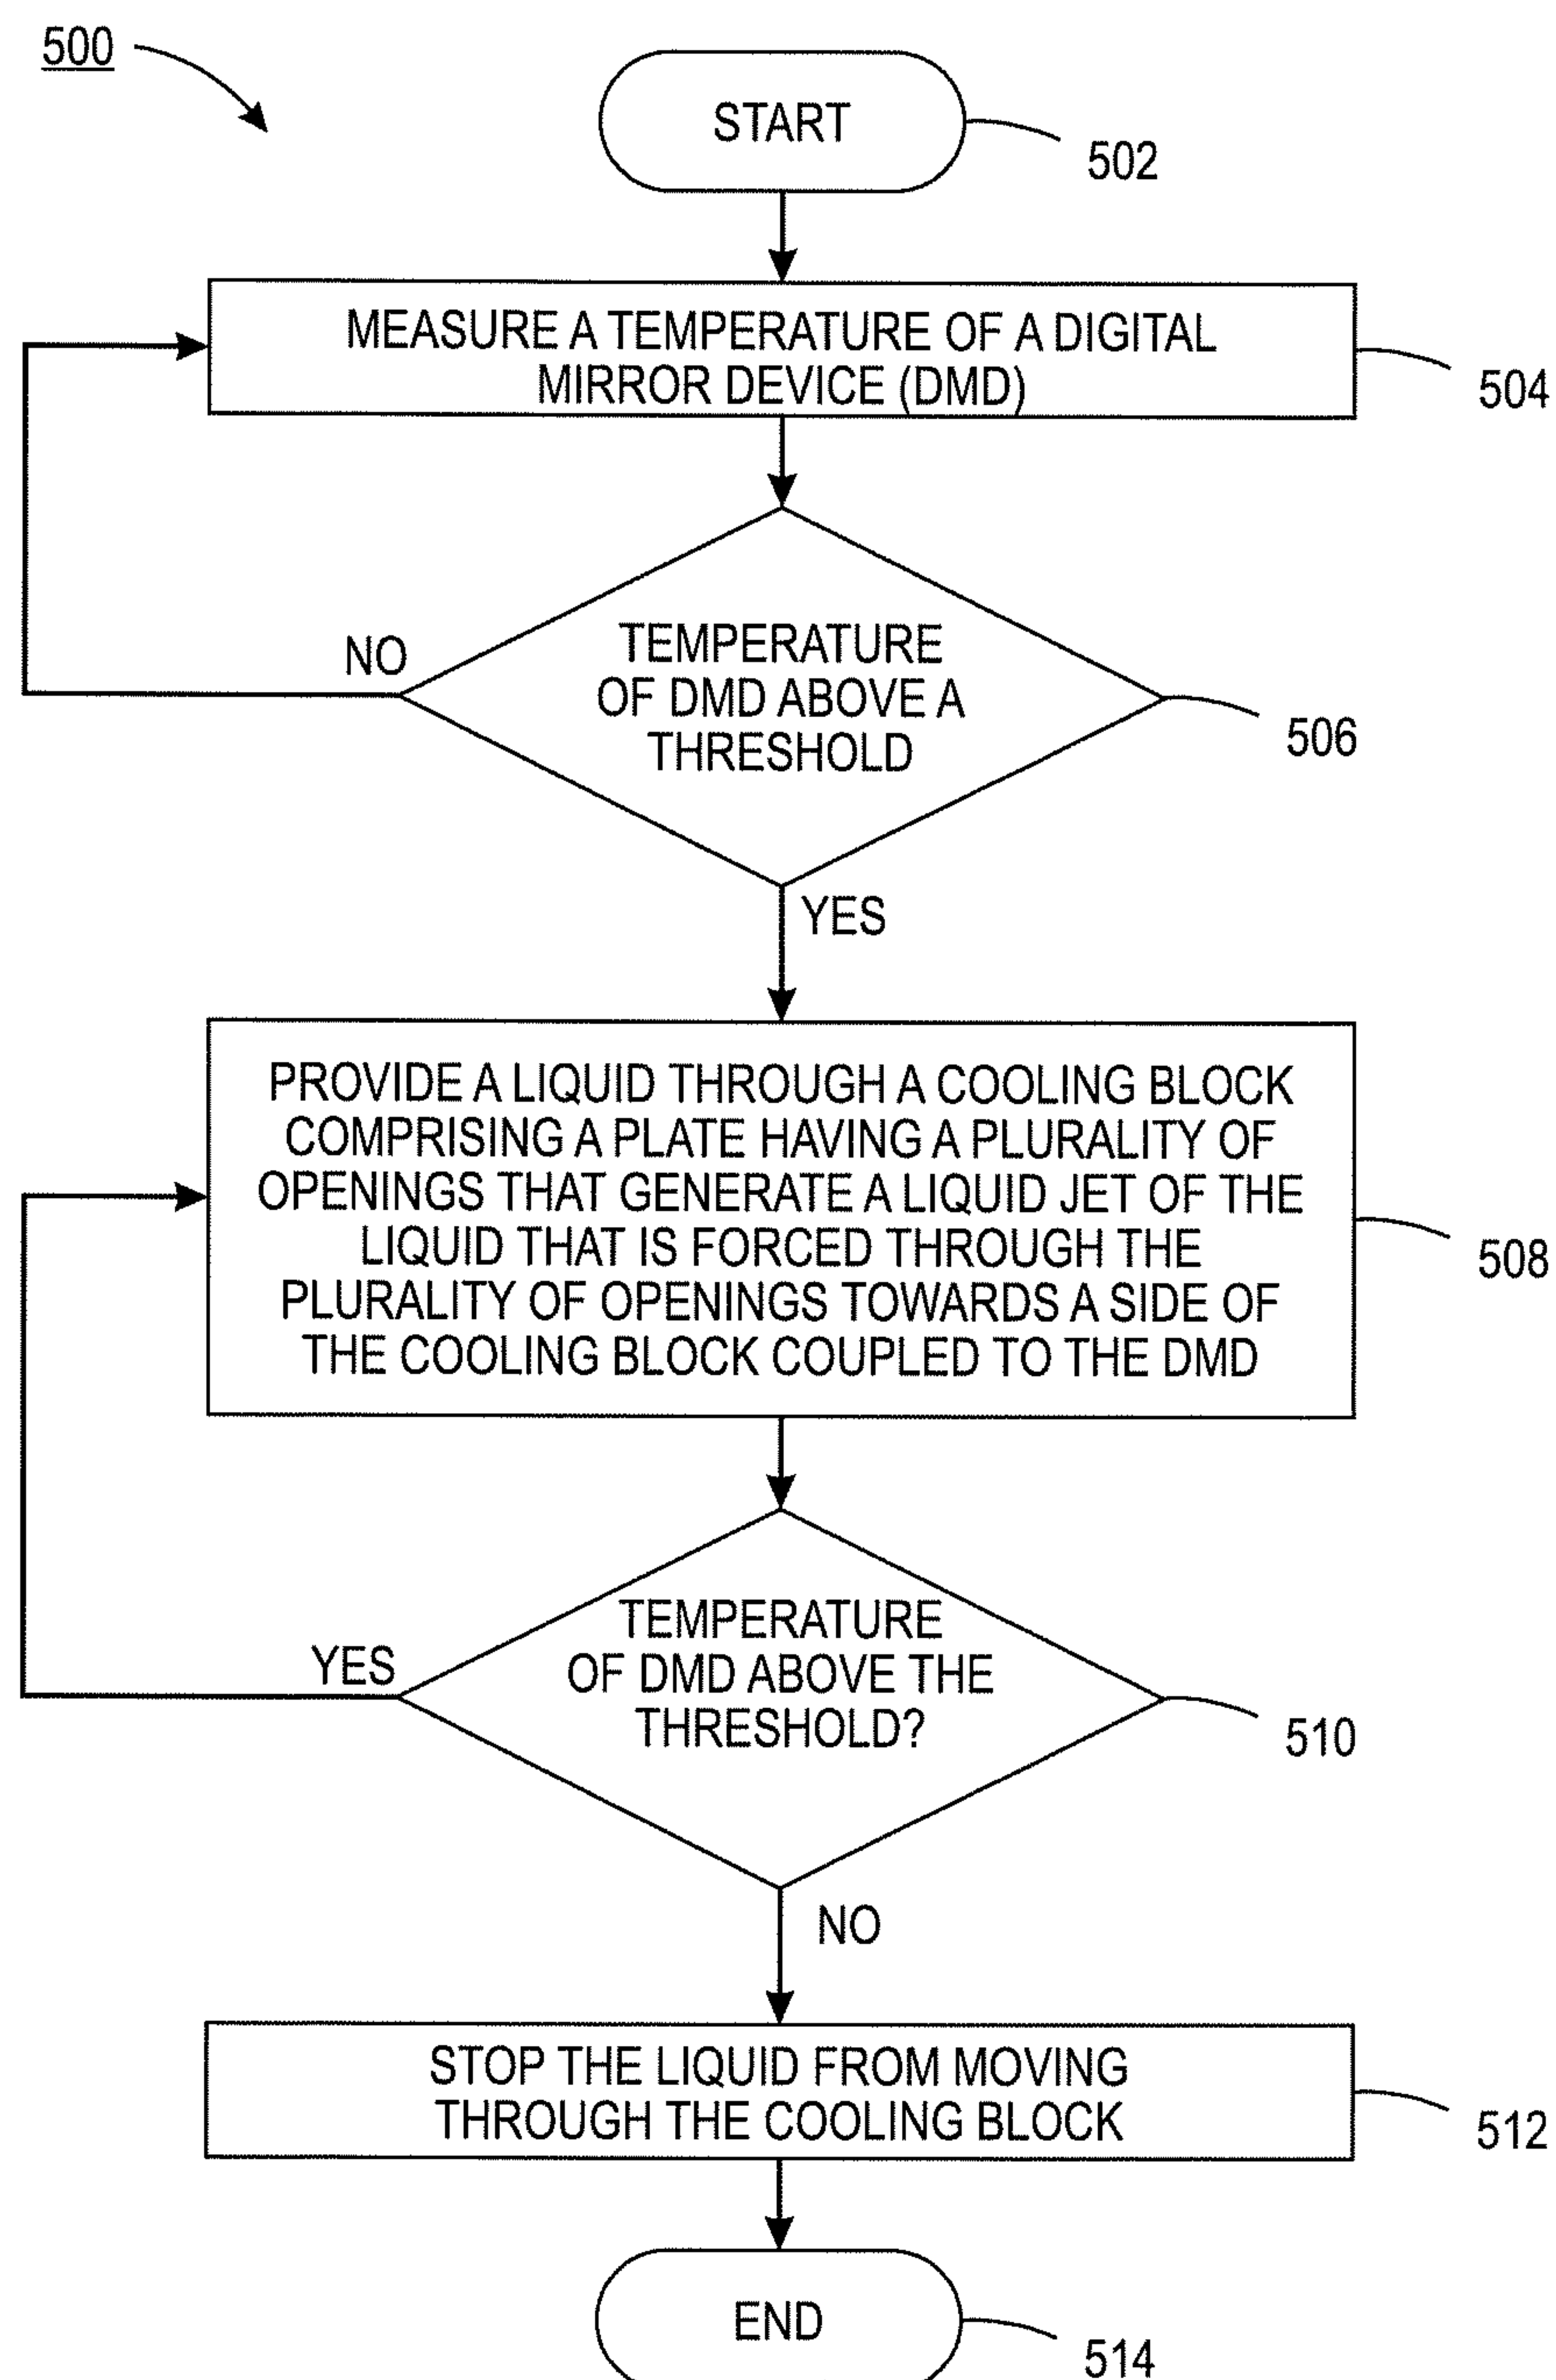 500
START
502
MEASURE A TEMPERATURE OF A DIGITAL
MIRROR DEVICE (DMD)
504
NO
TEMPERATURE
OF DMD ABOVE A
THRESHOLD
506
YES
PROVIDE A LIQUID THROUGH A COOLING BLOCK
COMPRISING A PLATE HAVING A PLURALITY OF
OPENINGS THAT GENERATE A LIQUID JET OF THE
LIQUID THAT IS FORCED THROUGH THE
PLURALITY OF OPENINGS TOWARDS A SIDE OF
THE COOLING BLOCK COUPLED TO THE DMD
508
YES
TEMPERATURE
OF DMD ABOVE THE
THRESHOLD?
510
NO
STOP THE LIQUID FROM MOVING
THROUGH THE COOLING BLOCK
512
END
514